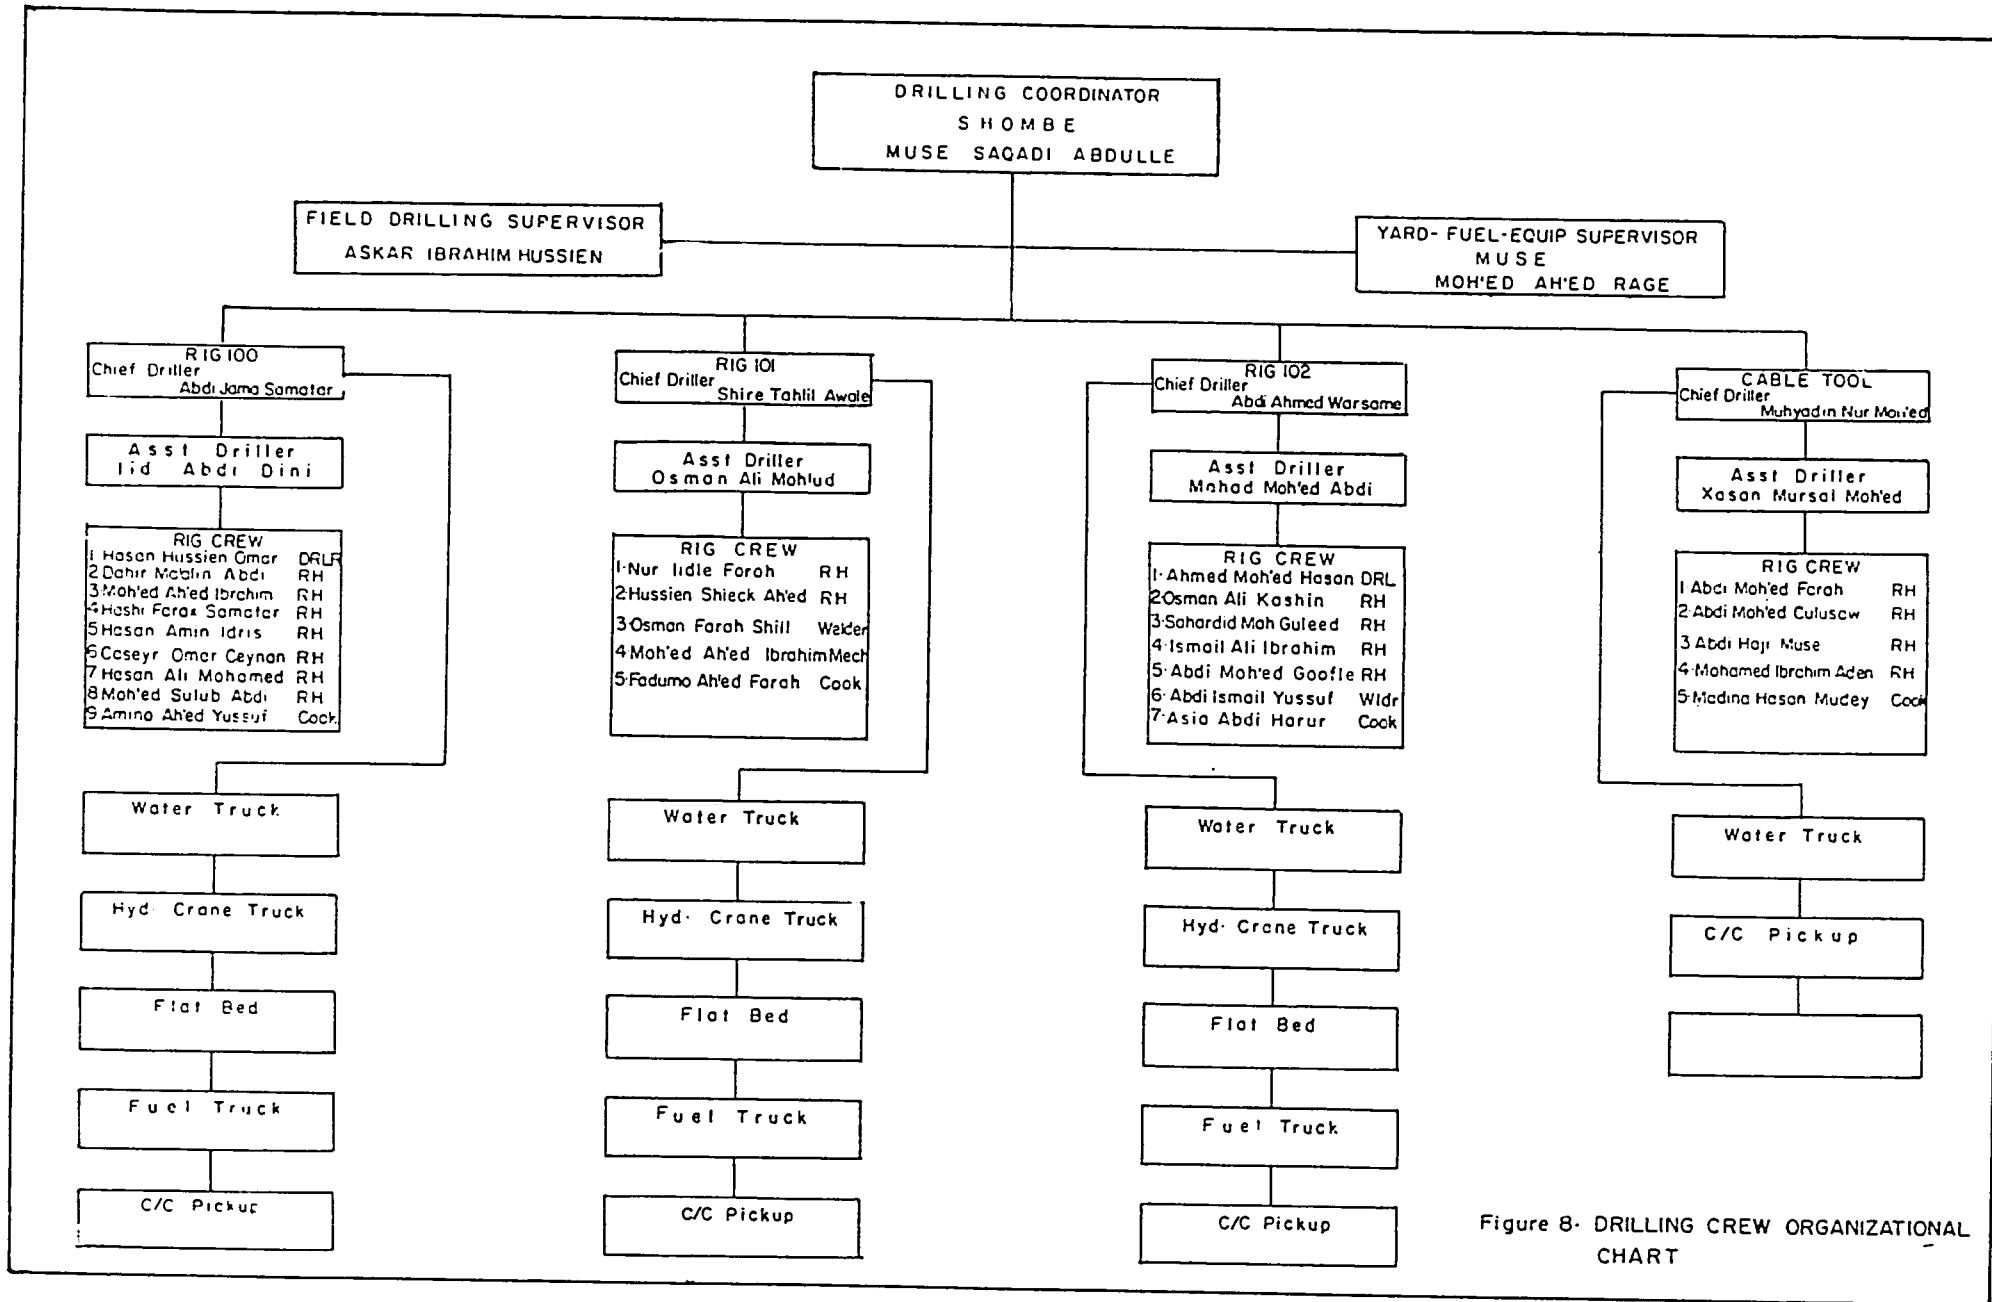 DRILLING COORDINATOR
SHOMBE
MUSE SAQADI ABDULLE
FIELD DRILLING SUPERVISOR
ASKAR IBRAHIM HUSSIEN
YARD-FUEL-EQUIP SUPERVISOR
MUSE
MOH'ED AH'ED RAGE
RIG 100
Chief Driller
Abdi Jama Samatar
Asst Driller
Iid Abdi Dini
RIG CREW
1 Hasan Hussien Omar DRLR
2 Dahir Moalin Abdi RH
3 Moh'ed Ah'ed Ibrahim RH
4 Hashi Farax Samatar RH
5 Hasan Amin Idris RH
6 Caseyr Omar Ceynan RH
7 Hasan Ali Mohamed RH
8 Moh'ed Sulub Abdi RH
9 Amina Ah'ed Yussuf Cook
Water Truck
Hyd. Crane Truck
Flat Bed
Fuel Truck
C/C Pickup
RIG 101
Chief Driller
Shire Tahlil Awale
Asst Driller
Osman Ali Moh'ud
RIG CREW
1. Nur Iidle Farah RH
2. Hussien Shieck Ah'ed RH
3. Osman Farah Shill Welder
4. Moh'ed Ah'ed Ibrahim Mech
5. Fadumo Ah'ed Farah Cook
Water Truck
Hyd. Crane Truck
Flat Bed
Fuel Truck
C/C Pickup
RIG 102
Chief Driller
Abdi Ahmed Warsame
Asst Driller
Mahad Moh'ed Abdi
RIG CREW
1. Ahmed Moh'ed Hasan DRL
2. Osman Ali Kashin RH
3. Sahardid Mah Guleed RH
4. Ismail Ali Ibrahim RH
5. Abdi Moh'ed Goofle RH
6. Abdi Ismail Yussuf Wldr
7. Asia Abdi Harur Cook
Water Truck
Hyd. Crane Truck
Flat Bed
Fuel Truck
C/C Pickup
CABLE TOOL
Chief Driller
Muhyadin Nur Moh'ed
Asst Driller
Xasan Mursal Moh'ed
RIG CREW
1 Abdi Moh'ed Farah RH
2. Abdi Moh'ed Culusow RH
3 Abdi Haji Muse RH
4. Mohamed Ibrahim Aden RH
5. Madina Hasan Mudey Cook
Water Truck
C/C Pickup
Figure 8. DRILLING CREW ORGANIZATIONAL
CHART